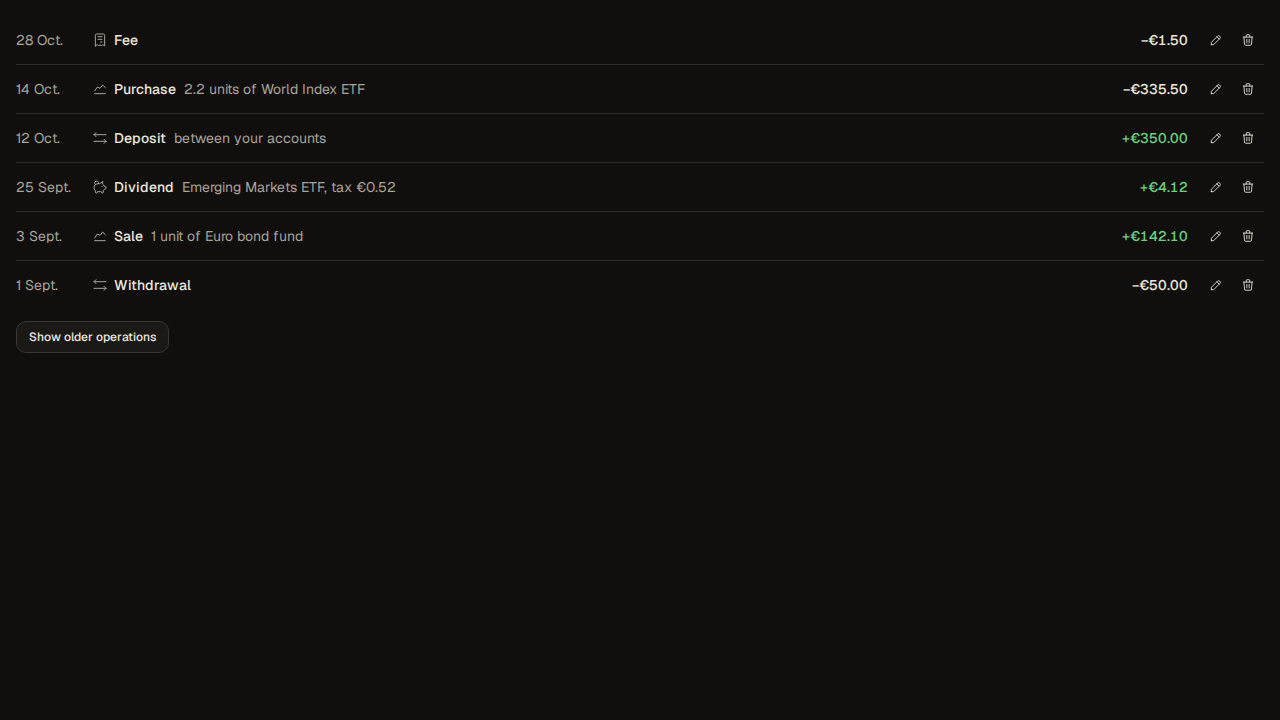 28 Oct. Fee −€1.50
14 Oct. Purchase 2.2 units of World Index ETF −€335.50
12 Oct. Deposit between your accounts +€350.00
25 Sept. Dividend Emerging Markets ETF, tax €0.52 +€4.12
3 Sept. Sale 1 unit of Euro bond fund +€142.10
1 Sept. Withdrawal −€50.00
Show older operations